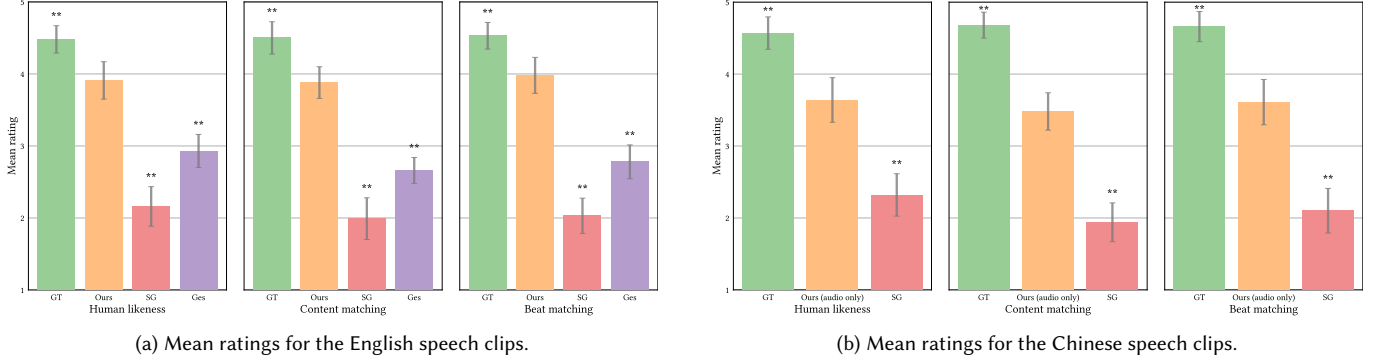 5
4
3
2
1
Mean rating
**
**
**
GT
Ours
SG
Ges
Human likeness
**
**
**
GT
Ours
SG
Ges
Content matching
**
**
**
GT
Ours
SG
Ges
Beat matching
(a) Mean ratings for the English speech clips.
5
4
3
2
1
Mean rating
**
**
GT
Ours (audio only)
SG
Human likeness
**
**
GT
Ours (audio only)
SG
Content matching
**
**
GT
Ours (audio only)
SG
Beat matching
(b) Mean ratings for the Chinese speech clips.